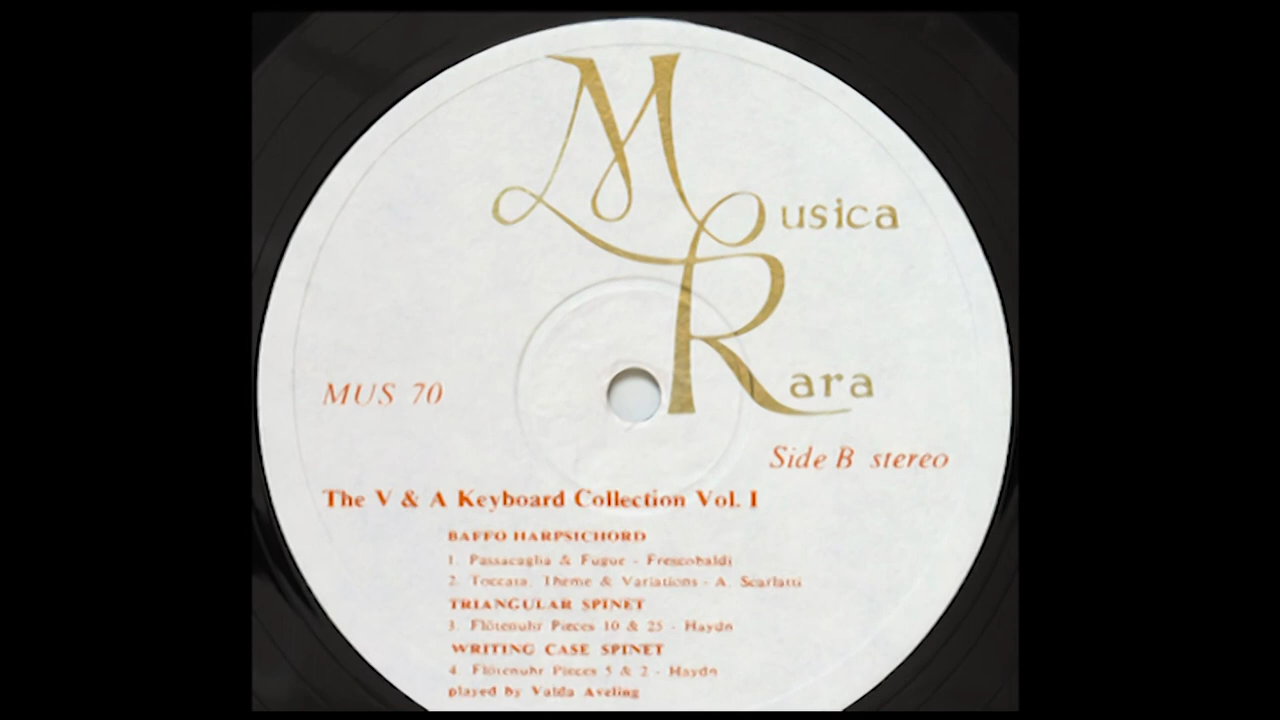 Musica
Rara
MUS 70
Side B stereo
The V & A Keyboard Collection Vol. I
BAFFO HARPSICHORD
1. Passacaglia & Fugue - Frescobaldi
2. Toccata, Theme & Variations - A. Scarlatti
TRIANGULAR SPINET
3. Flötenuhr Pieces 10 & 25 - Haydn
WRITING CASE SPINET
4. Flötenuhr Pieces 5 & 2 - Haydn
played by Valda Aveling